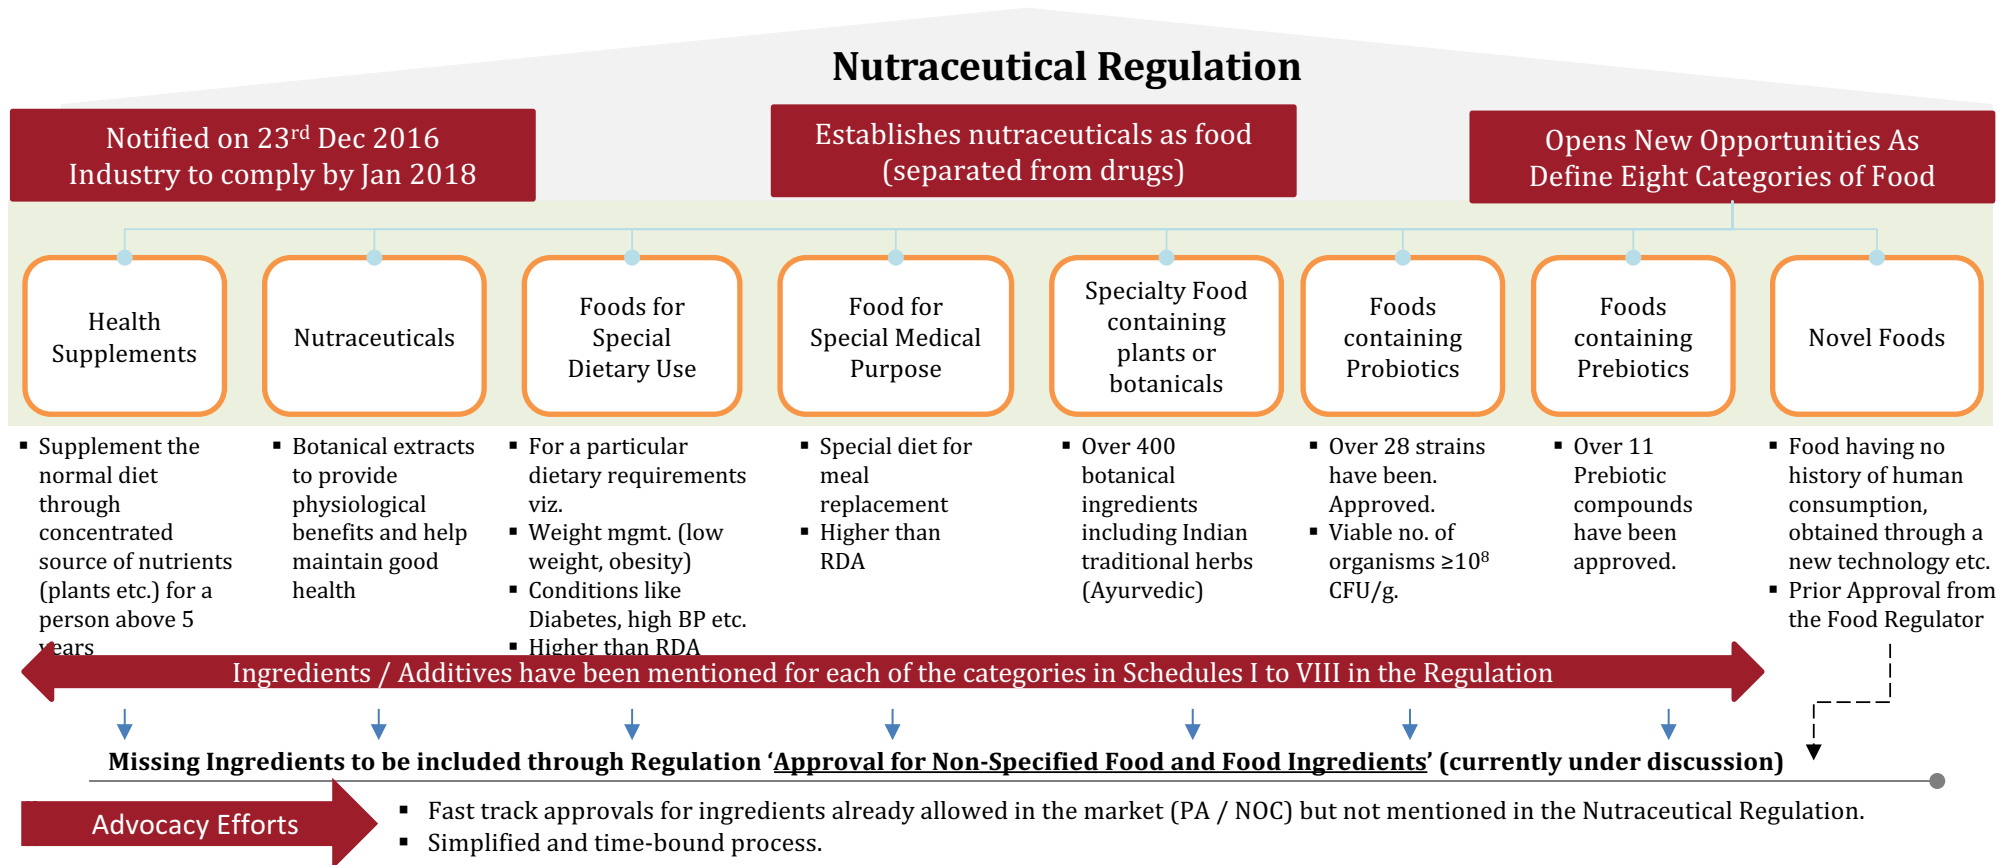 Nutraceutical Regulation
Notified on 23rd Dec 2016
Industry to comply by Jan 2018
Establishes nutraceuticals as food
(separated from drugs)
Opens New Opportunities As
Define Eight Categories of Food
Health
Supplements
Nutraceuticals
Foods for
Special
Dietary Use
Food for
Special Medical
Purpose
Specialty Food
containing
plants or
botanicals
Foods
containing
Probiotics
Foods
containing
Prebiotics
Novel Foods
▪ Supplement the
normal diet
through
concentrated
source of nutrients
(plants etc.) for a
person above 5
years
▪ Botanical extracts
to provide
physiological
benefits and help
maintain good
health
▪ For a particular
dietary requirements
viz.
▪ Weight mgmt. (low
weight, obesity)
▪ Conditions like
Diabetes, high BP etc.
▪ Higher than RDA
▪ Special diet for
meal
replacement
▪ Higher than
RDA
▪ Over 400
botanical
ingredients
including Indian
traditional herbs
(Ayurvedic)
▪ Over 28 strains
have been.
Approved.
▪ Viable no. of
organisms ≥10⁸
CFU/g.
▪ Over 11
Prebiotic
compounds
have been
approved.
▪ Food having no
history of human
consumption,
obtained through a
new technology etc.
▪ Prior Approval from
the Food Regulator
Ingredients / Additives have been mentioned for each of the categories in Schedules I to VIII in the Regulation
Missing Ingredients to be included through Regulation ‘Approval for Non-Specified Food and Food Ingredients’ (currently under discussion)
Advocacy Efforts
▪ Fast track approvals for ingredients already allowed in the market (PA / NOC) but not mentioned in the Nutraceutical Regulation.
▪ Simplified and time-bound process.